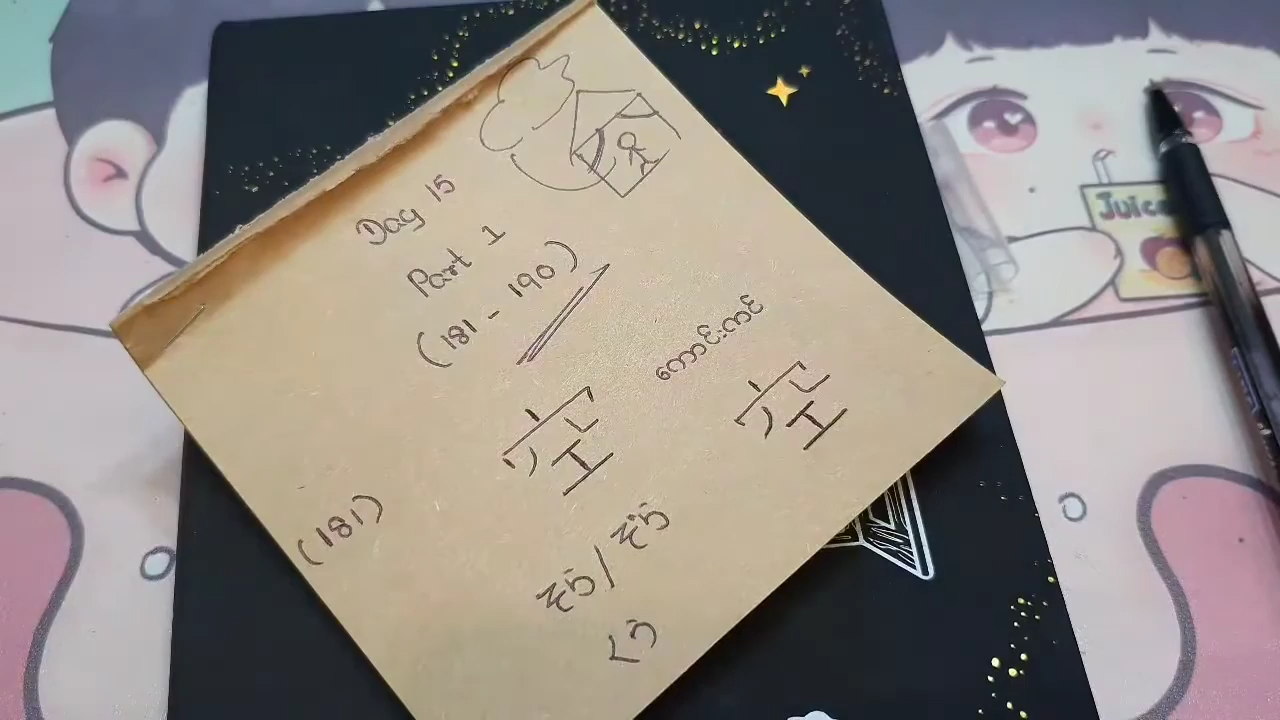 Day 15
Part 1
(181 - 190)
ကောင်းကင်
(181) 空 空
そら / ぞら
くう
Juice